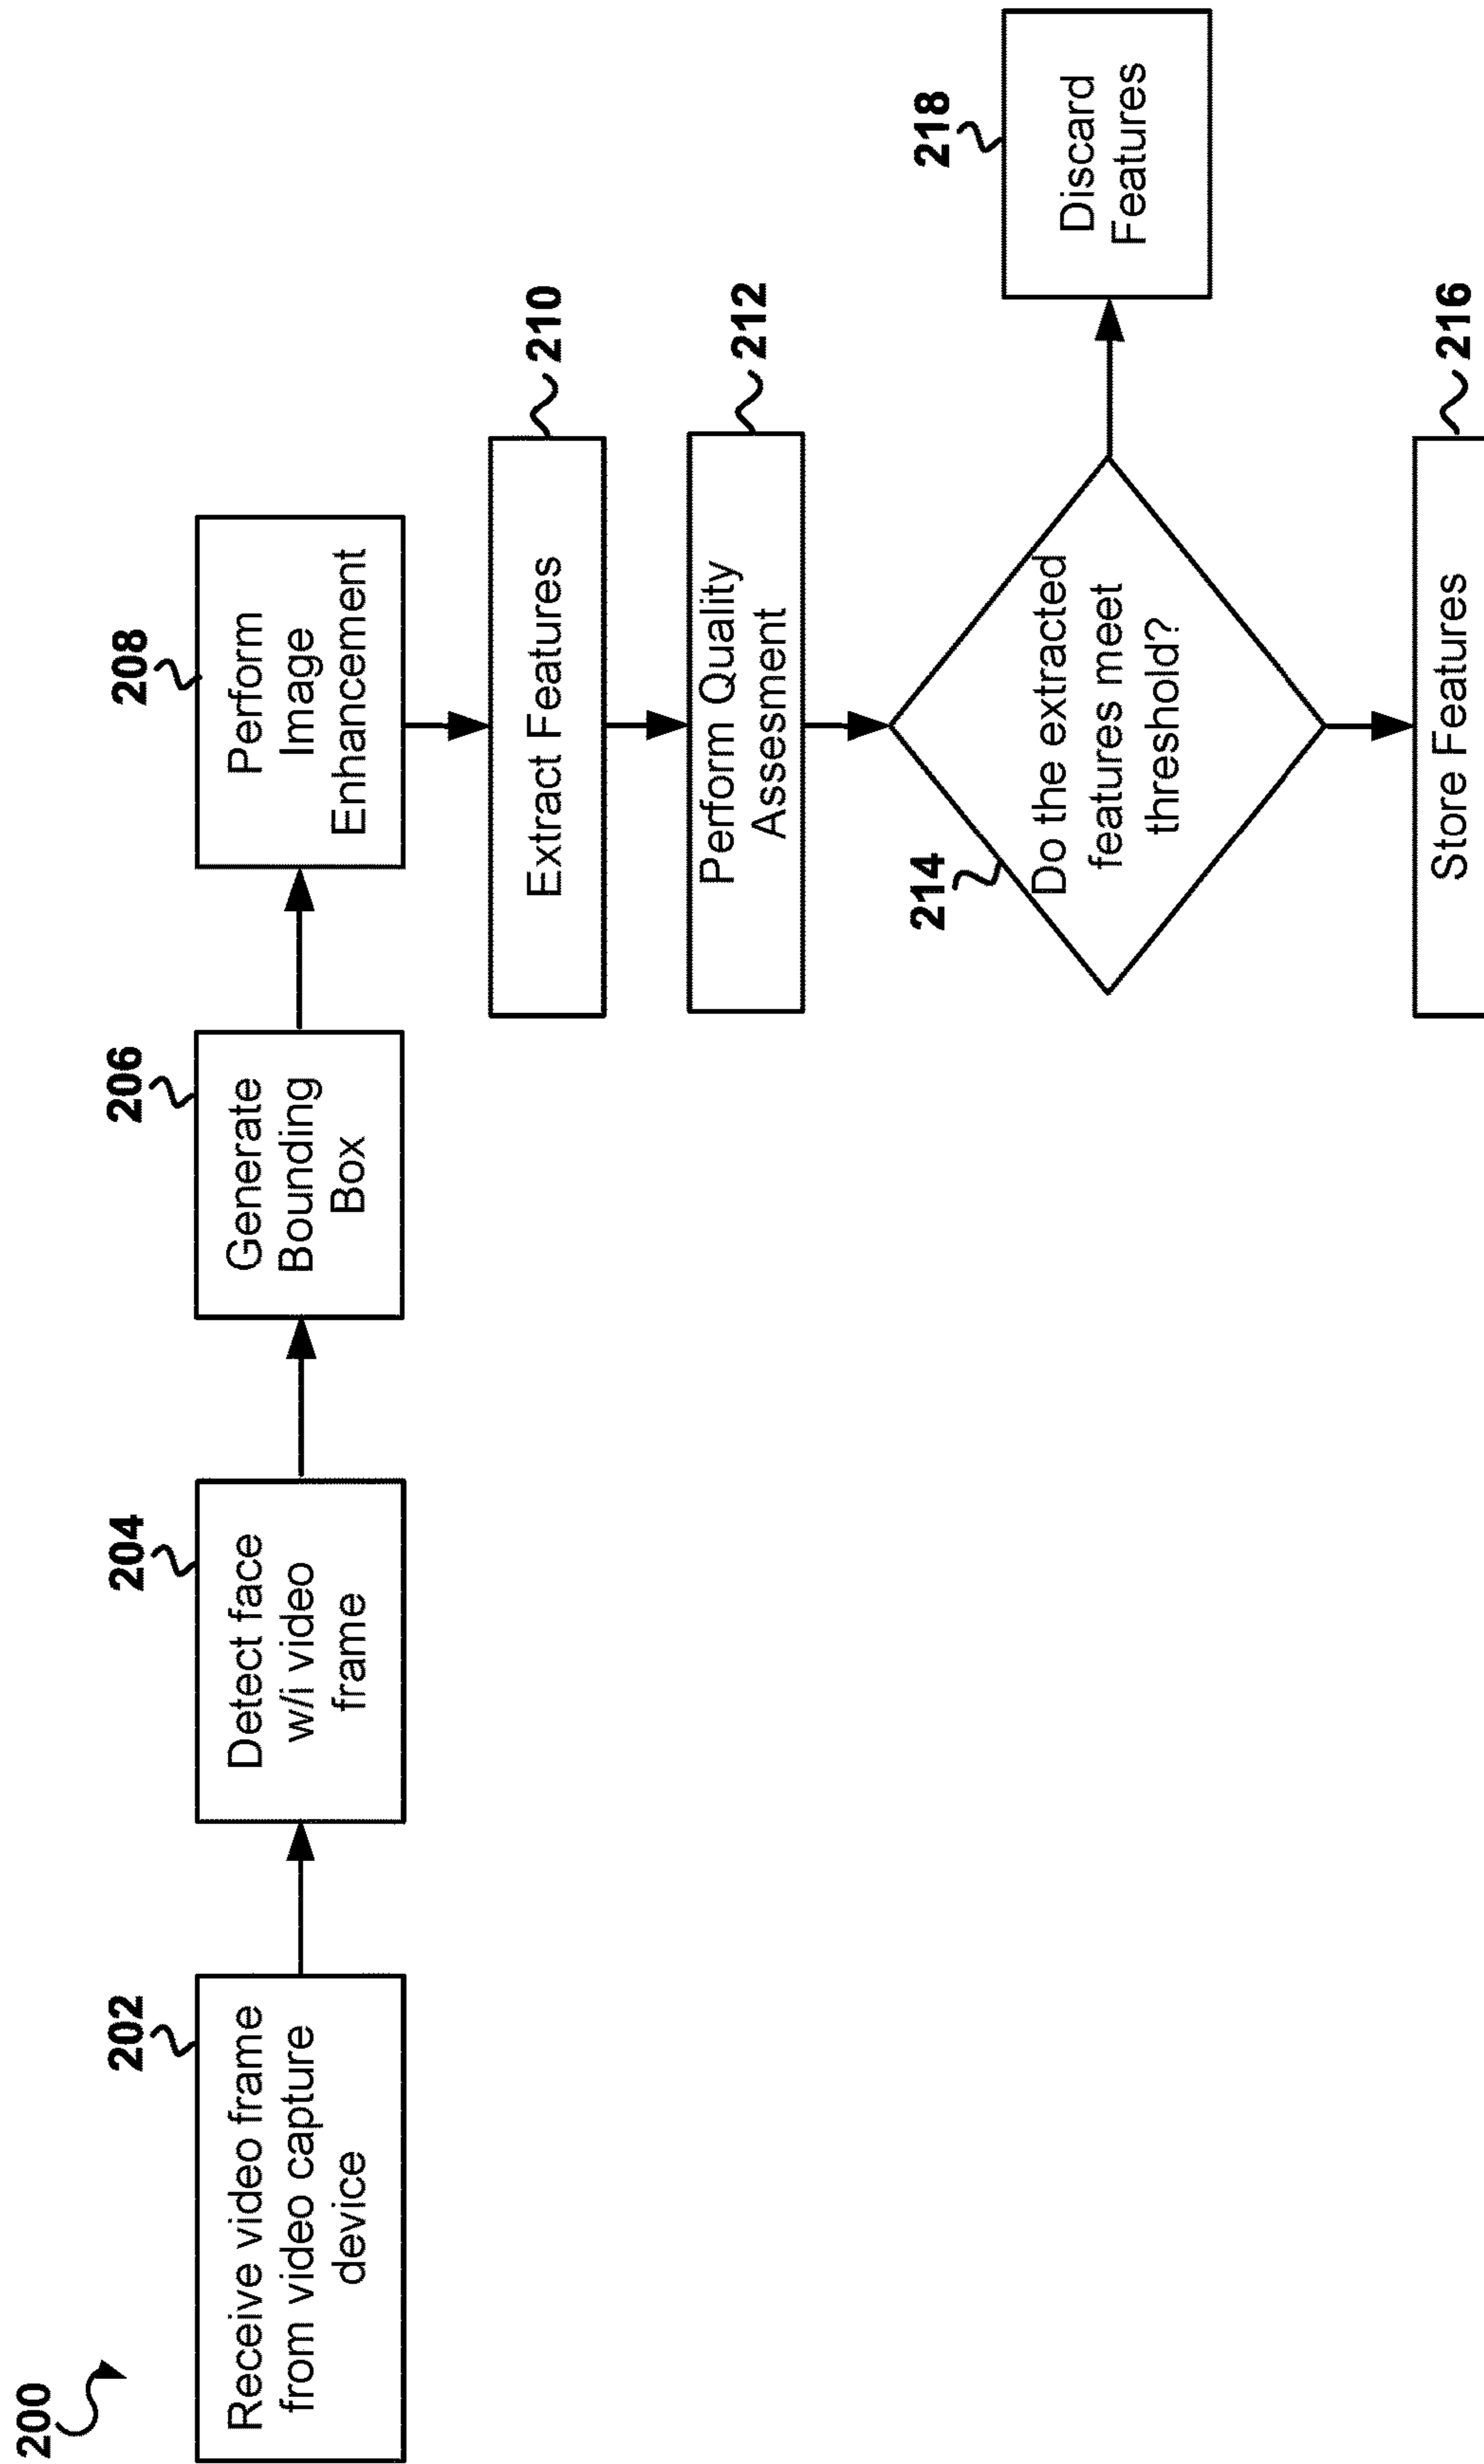 200
202
Receive video frame
from video capture
device
204
Detect face
w/i video
frame
206
Generate
Bounding
Box
208
Perform
Image
Enhancement
210
Extract Features
212
Perform Quality
Assessment
214
Do the extracted
features meet
threshold?
218
Discard
Features
216
Store Features